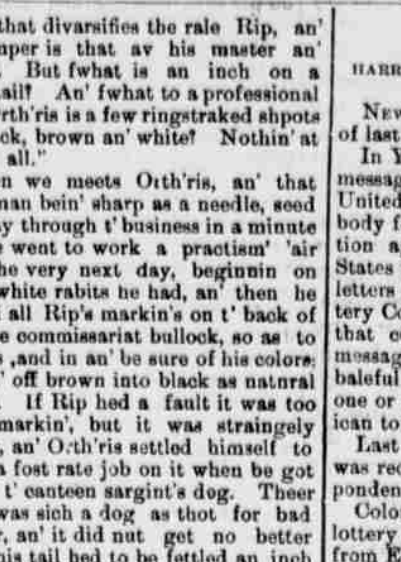 that divarsifies the rale Rip, an'
mper is that av his master an'
But fwhat is an inch on a
ail? An' fwhat to a professional
rth'ris is a few ringstraked shpots
ck, brown an' white? Nothin' at
all."
n we meets Oıth'ris, an' that
man bein' sharp as a needle, seed
y through t' business in a minute
e went to work a practism' 'air
he very next day, beginnin on
white rabits he had, an' then he
all Rip's markin's on t' back of
e commissariat bullock, so as to
s ,and in an' be sure of his colors;
' off brown into black as natnral
. If Rip hed a fault it was too
markin', but it was straingely
, an' O:th'ris settled himself to
a fost rate job on it when be got
t' canteen sargint's dog. Theer
was sich a dog as thot for bad
r, an' it did nut get no better
his tail hed to be fettled an inch
HARR
NEW
of last
In Y
messag
United
body f
tion a
States
letters
tery Co
that c
messag
baleful
one or
ican to
Last
was rec
ponden
Colo
lottery
from E